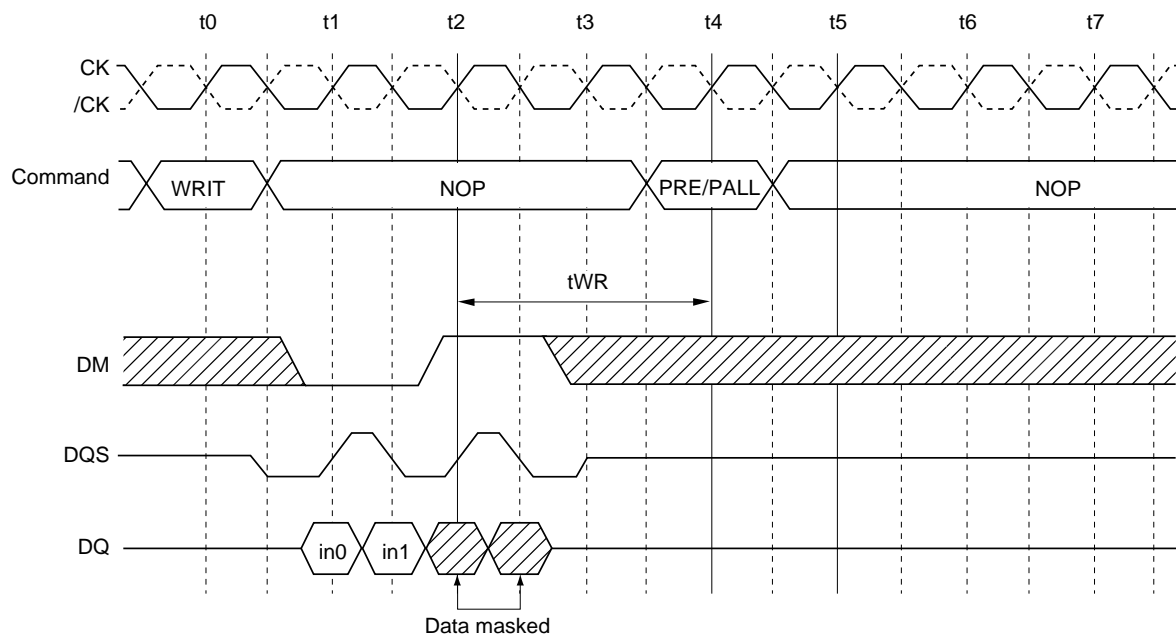 t0 t1 t2 t3 t4 t5 t6 t7
CK
/CK
Command WRIT NOP PRE/PALL NOP
tWR
DM
DQS
DQ in0 in1
Data masked